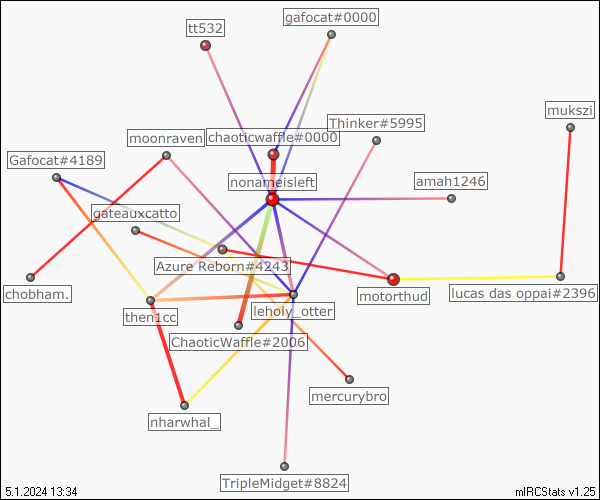 gafocat#0000
tt532
mukszi
Thinker#5995
moonraven
chaoticwaffle#0000
Gafocat#4189
nonameisleft
amah1246
gateauxcatto
Azure Reborn#4243
chobham.
motorthud
lucas das oppai#2396
then1cc
leholy_otter
ChaoticWaffle#2006
mercurybro
nharwhal_
TripleMidget#8824
5.1.2024 13:34
mIRCStats v1.25